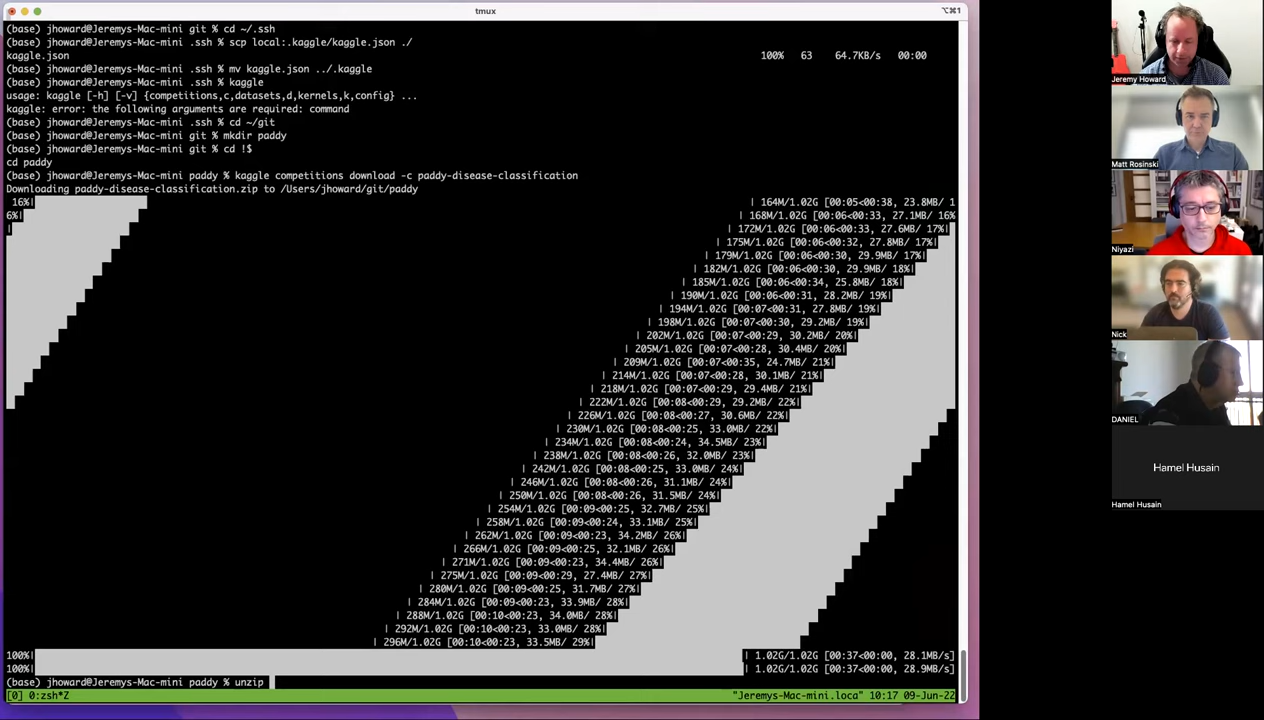 tmux
⌥⌘1
(base) jhoward@Jeremys-Mac-mini git % cd ~/.ssh
(base) jhoward@Jeremys-Mac-mini .ssh % scp local:.kaggle/kaggle.json ./
kaggle.json 100% 63 64.7KB/s 00:00
(base) jhoward@Jeremys-Mac-mini .ssh % mv kaggle.json ../.kaggle
(base) jhoward@Jeremys-Mac-mini .ssh % kaggle
usage: kaggle [-h] [-v] {competitions,c,datasets,d,kernels,k,config} ...
kaggle: error: the following arguments are required: command
(base) jhoward@Jeremys-Mac-mini .ssh % cd ~/git
(base) jhoward@Jeremys-Mac-mini git % mkdir paddy
(base) jhoward@Jeremys-Mac-mini git % cd !$
cd paddy
(base) jhoward@Jeremys-Mac-mini paddy % kaggle competitions download -c paddy-disease-classification
Downloading paddy-disease-classification.zip to /Users/jhoward/git/paddy
16%| | 164M/1.02G [00:05<00:38, 23.8MB/ 1
6%| | 168M/1.02G [00:06<00:33, 27.1MB/ 16%
| | 172M/1.02G [00:06<00:33, 27.6MB/ 17%|
| 175M/1.02G [00:06<00:32, 27.8MB/ 17%|
| 179M/1.02G [00:06<00:30, 29.9MB/ 17%|
| 182M/1.02G [00:06<00:30, 29.9MB/ 18%|
| 185M/1.02G [00:06<00:34, 25.8MB/ 18%|
| 190M/1.02G [00:06<00:31, 28.2MB/ 19%|
| 194M/1.02G [00:07<00:31, 27.8MB/ 19%|
| 198M/1.02G [00:07<00:30, 29.2MB/ 19%|
| 202M/1.02G [00:07<00:29, 30.2MB/ 20%|
| 205M/1.02G [00:07<00:28, 30.4MB/ 20%|
| 209M/1.02G [00:07<00:35, 24.7MB/ 21%|
| 214M/1.02G [00:07<00:28, 30.1MB/ 21%|
| 218M/1.02G [00:07<00:29, 29.4MB/ 21%|
| 222M/1.02G [00:08<00:29, 29.2MB/ 22%|
| 226M/1.02G [00:08<00:27, 30.6MB/ 22%|
| 230M/1.02G [00:08<00:25, 33.0MB/ 22%|
| 234M/1.02G [00:08<00:24, 34.5MB/ 23%|
| 238M/1.02G [00:08<00:26, 32.0MB/ 23%|
| 242M/1.02G [00:08<00:25, 33.0MB/ 24%|
| 246M/1.02G [00:08<00:26, 31.1MB/ 24%|
| 250M/1.02G [00:08<00:26, 31.5MB/ 24%|
| 254M/1.02G [00:09<00:25, 32.7MB/ 25%|
| 258M/1.02G [00:09<00:24, 33.1MB/ 25%|
| 262M/1.02G [00:09<00:23, 34.2MB/ 26%|
| 266M/1.02G [00:09<00:25, 32.1MB/ 26%|
| 271M/1.02G [00:09<00:23, 34.4MB/ 26%|
| 275M/1.02G [00:09<00:29, 27.4MB/ 27%|
| 280M/1.02G [00:09<00:25, 31.7MB/ 27%|
| 284M/1.02G [00:09<00:23, 33.9MB/ 28%|
| 288M/1.02G [00:10<00:23, 34.0MB/ 28%|
| 292M/1.02G [00:10<00:23, 33.0MB/ 28%|
| 296M/1.02G [00:10<00:23, 33.5MB/ 29%|
100%| | 1.02G/1.02G [00:37<00:00, 28.1MB/s]
100%| | 1.02G/1.02G [00:37<00:00, 28.9MB/s]
(base) jhoward@Jeremys-Mac-mini paddy % unzip
[0] 0:zsh*Z "Jeremys-Mac-mini.loca" 10:17 09-Jun-22
Jeremy Howard
Matt Rosinski
Niyazi
Nick
DANIEL
Hamel Husain
Hamel Husain